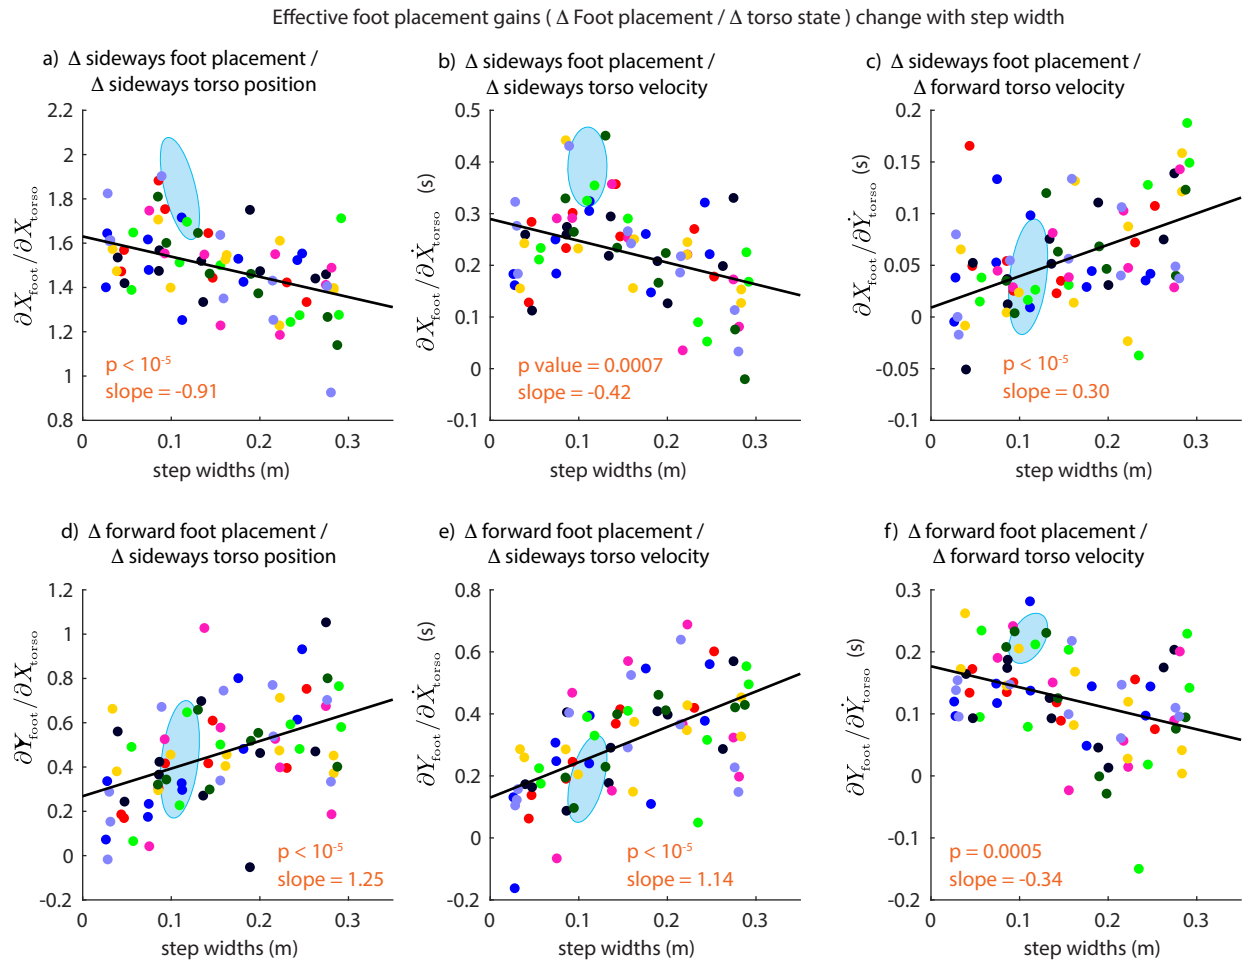 Effective foot placement gains ( Δ Foot placement / Δ torso state ) change with step width
a) Δ sideways foot placement /
Δ sideways torso position
b) Δ sideways foot placement /
Δ sideways torso velocity
c) Δ sideways foot placement /
Δ forward torso velocity
∂X_foot/∂X_torso
2.2
2
1.8
1.6
1.4
1.2
1
0.8
p < 10^-5
slope = -0.91
0 0.1 0.2 0.3
step widths (m)
∂X_foot/∂Ẋ_torso (s)
0.5
0.4
0.3
0.2
0.1
0
-0.1
p value = 0.0007
slope = -0.42
0 0.1 0.2 0.3
step widths (m)
∂X_foot/∂Ẏ_torso (s)
0.2
0.15
0.1
0.05
0
-0.05
-0.1
p < 10^-5
slope = 0.30
0 0.1 0.2 0.3
step widths (m)
d) Δ forward foot placement /
Δ sideways torso position
e) Δ forward foot placement /
Δ sideways torso velocity
f) Δ forward foot placement /
Δ forward torso velocity
∂Y_foot/∂X_torso
1.2
1
0.8
0.6
0.4
0.2
0
-0.2
p < 10^-5
slope = 1.25
0 0.1 0.2 0.3
step widths (m)
∂Y_foot/∂Ẋ_torso (s)
0.8
0.6
0.4
0.2
0
-0.2
p < 10^-5
slope = 1.14
0 0.1 0.2 0.3
step widths (m)
∂Y_foot/∂Ẏ_torso (s)
0.3
0.2
0.1
0
-0.1
-0.2
p = 0.0005
slope = -0.34
0 0.1 0.2 0.3
step widths (m)